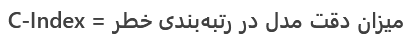 میزان دقت مدل در رتبه‌بندی خطر = C-Index